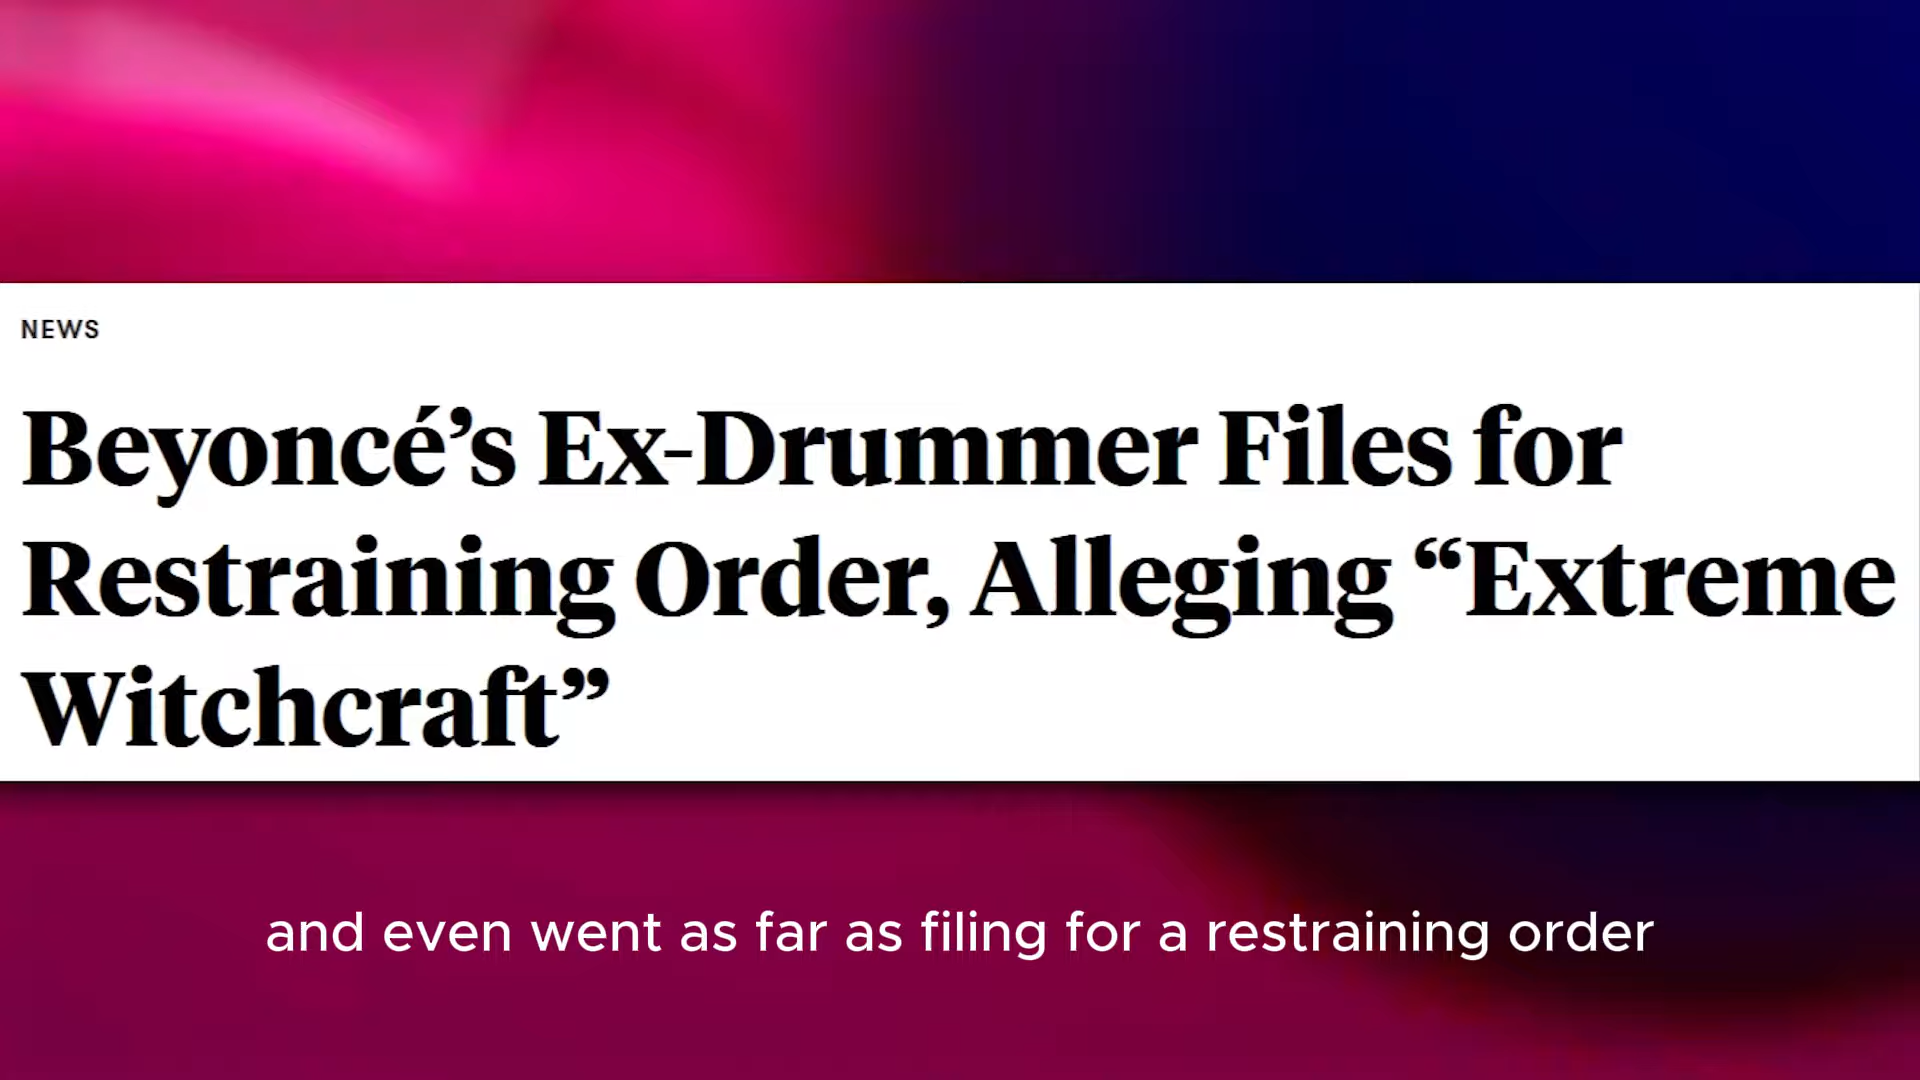 NEWS
Beyoncé’s Ex-Drummer Files for
Restraining Order, Alleging “Extreme
Witchcraft”
and even went as far as filing for a restraining order